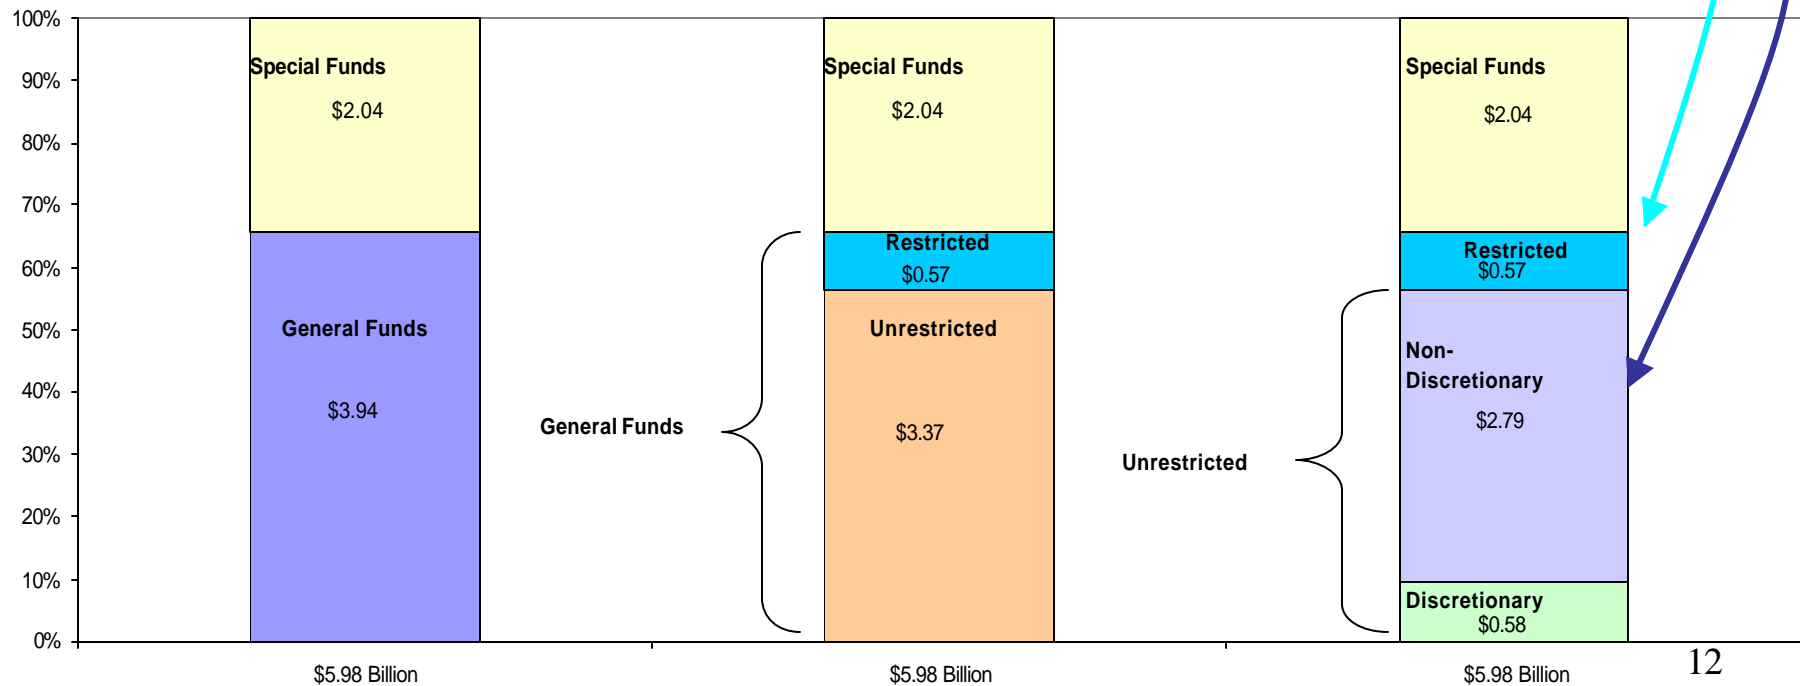 100%
90%
80%
70%
60%
50%
40%
30%
20%
10%
0%
Special Funds
$2.04
General Funds
$3.94
$5.98 Billion
General Funds
Special Funds
$2.04
Restricted
$0.57
Unrestricted
$3.37
$5.98 Billion
Unrestricted
Special Funds
$2.04
Restricted
$0.57
Non-
Discretionary
$2.79
Discretionary
$0.58
$5.98 Billion
12